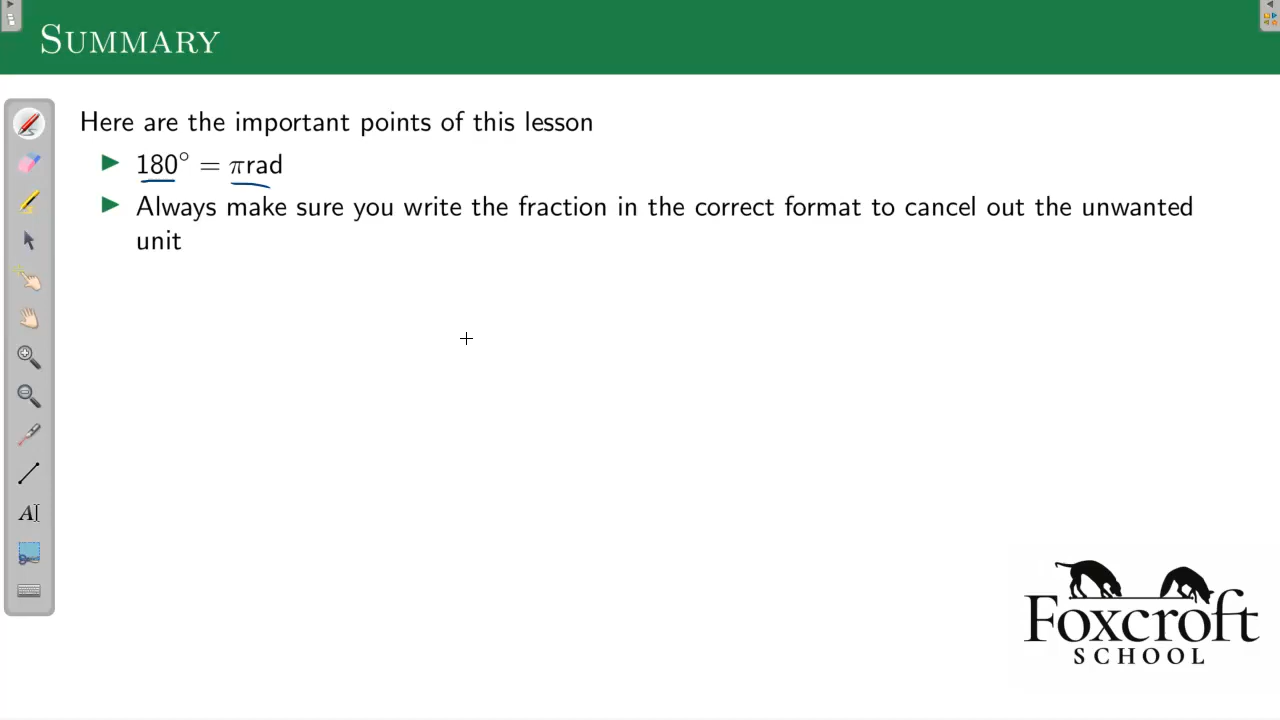 Summary
Here are the important points of this lesson
180° = πrad
Always make sure you write the fraction in the correct format to cancel out the unwanted
unit
A
Foxcroft
SCHOOL